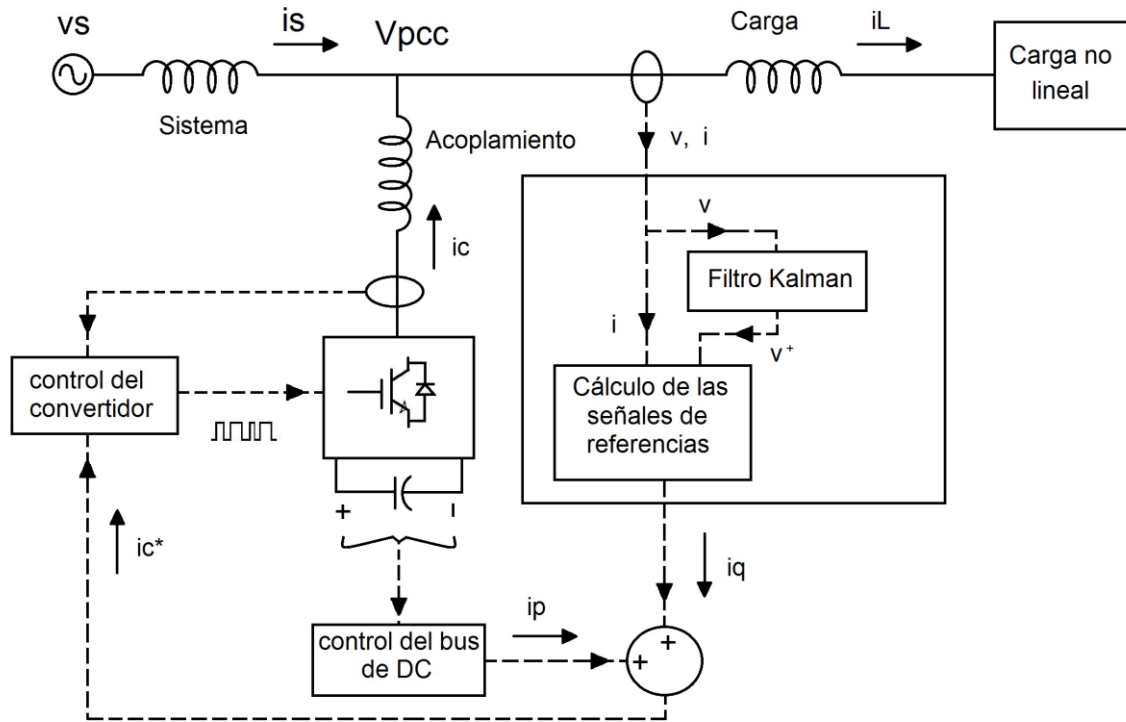 vs
is
Vpcc
Carga
iL
Carga no
lineal
Sistema
Acoplamiento
v, i
v
ic
Filtro Kalman
i
v+
control del
convertidor
Cálculo de las
señales de
referencias
+
-
ic*
iq
ip
control del bus
de DC
+
+